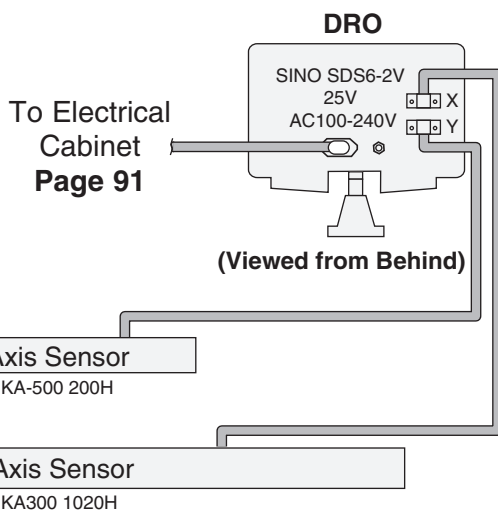 DRO
SINO SDS6-2V
25V
AC100-240V
X
Y
To Electrical
Cabinet
Page 91
(Viewed from Behind)
Axis Sensor
KA-500 200H
Axis Sensor
KA300 1020H